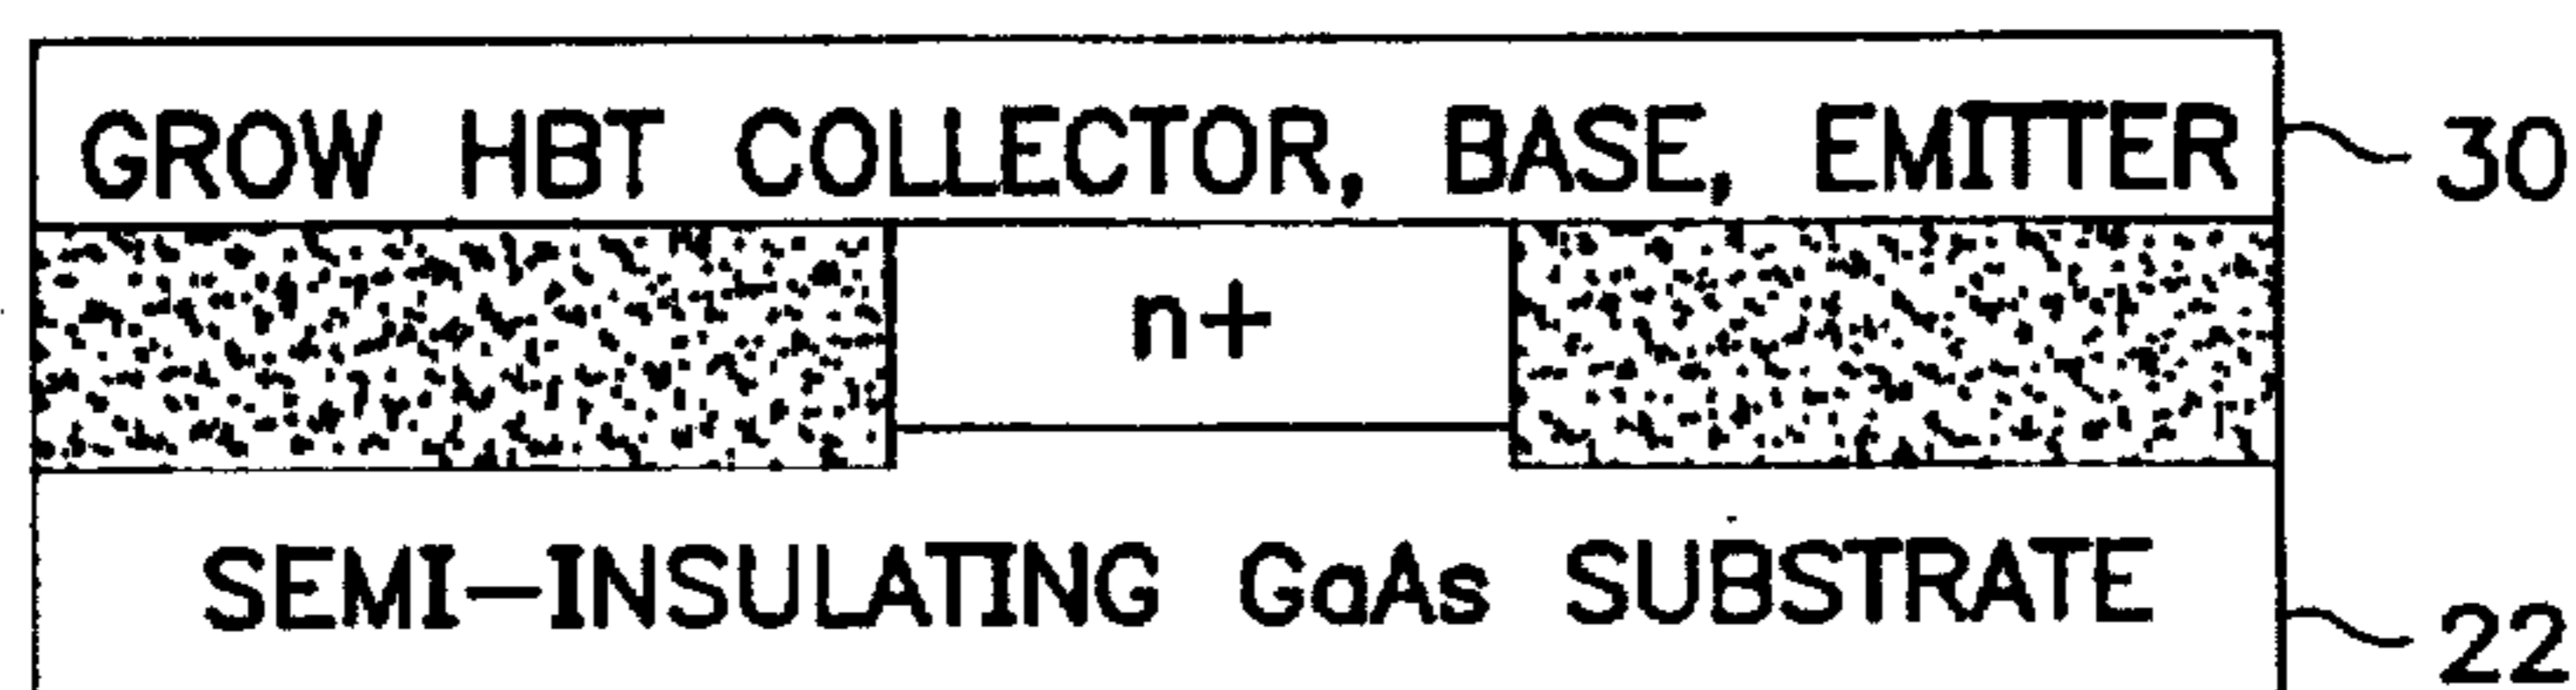 GROW HBT COLLECTOR, BASE, EMITTER
30
n+
SEMI-INSULATING GaAs SUBSTRATE
22